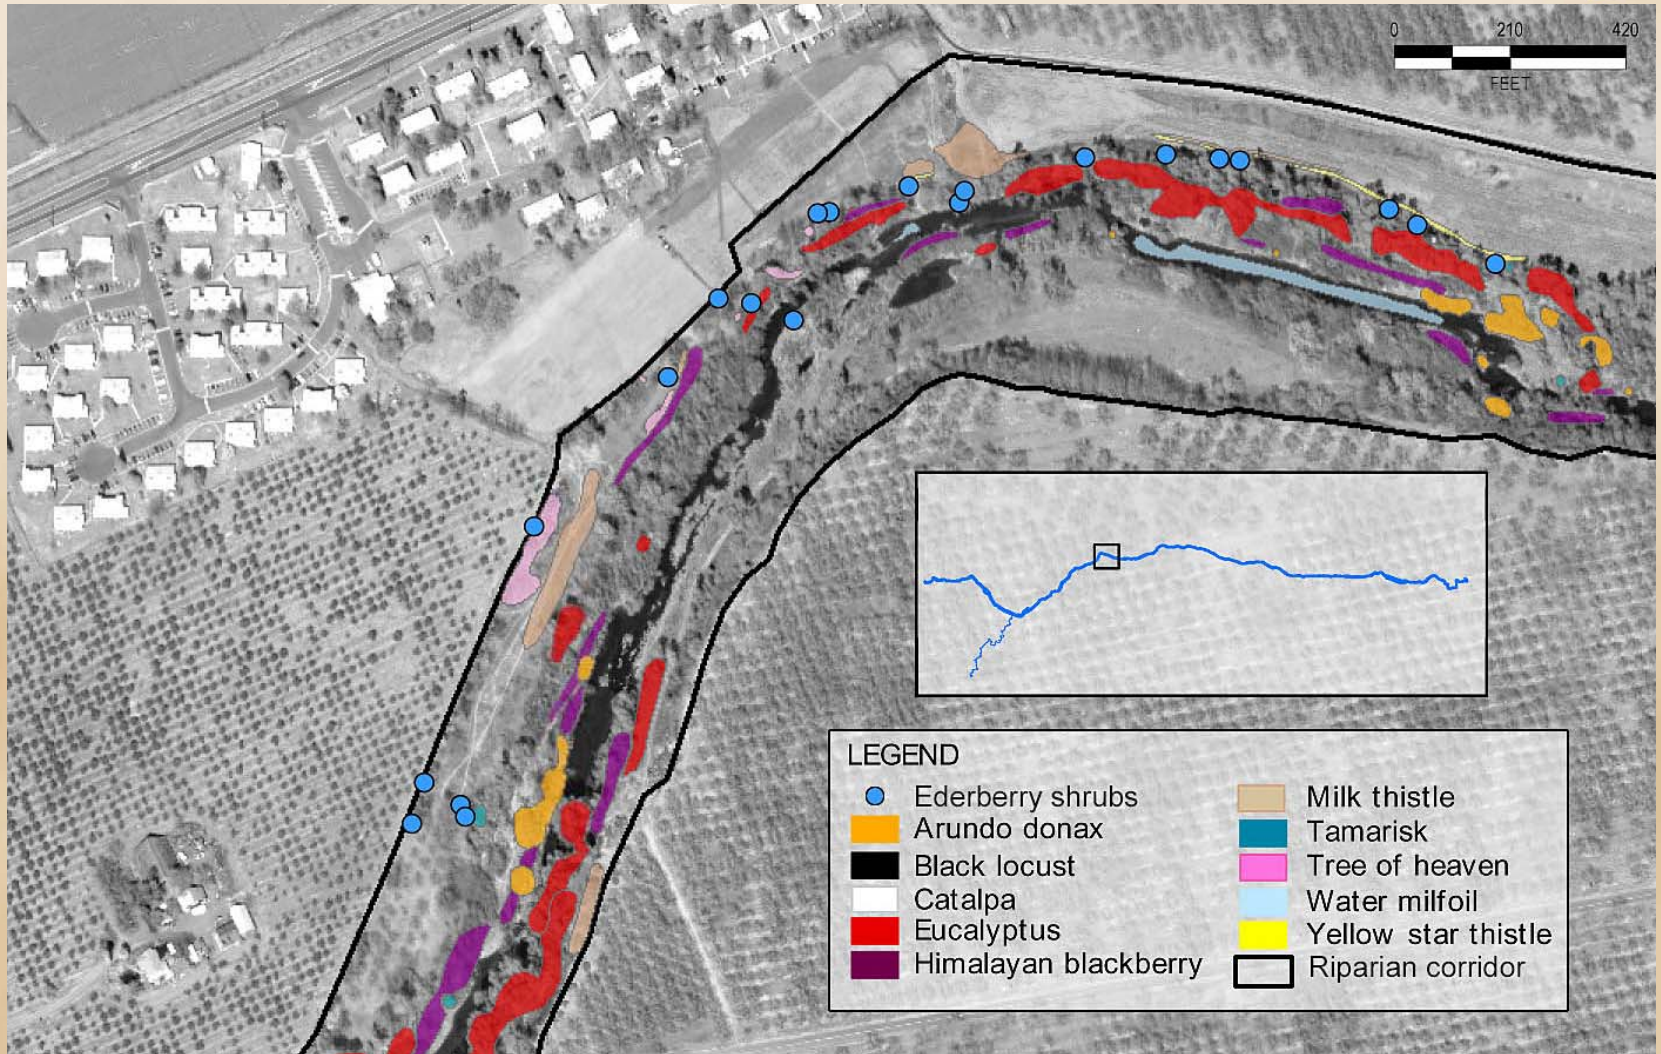 0 210 420
FEET
LEGEND
Ederberry shrubs
Arundo donax
Black locust
Catalpa
Eucalyptus
Himalayan blackberry
Milk thistle
Tamarisk
Tree of heaven
Water milfoil
Yellow star thistle
Riparian corridor